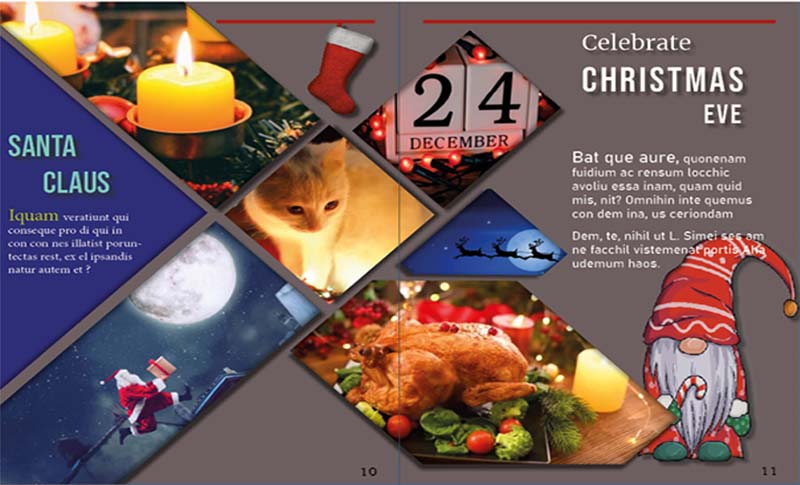 SANTA
CLAUS
Iquam veratiunt qui
conseque pro di qui in
con con nes illatist porun-
tectas rest, ex el ipsandis
natur autem et ?
24
DECEMBER
10
Celebrate
CHRISTMAS
EVE
Bat que aure, quonenam
fuidium ac rensum locchic
avoliu essa inam, quam quid
mis, nit? Omnihin inte quemus
con dem ina, us ceriondam
Dem, te, nihil ut L. Simei ses am
ne facchil vistemenat portis Aha
udemum haos.
11